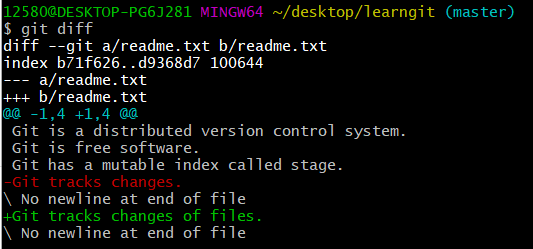 12580@DESKTOP-PG6J281 MINGW64 ~/desktop/learngit (master)
$ git diff
diff --git a/readme.txt b/readme.txt
index b71f626..d9368d7 100644
--- a/readme.txt
+++ b/readme.txt
@@ -1,4 +1,4 @@
 Git is a distributed version control system.
 Git is free software.
 Git has a mutable index called stage.
-Git tracks changes.
\ No newline at end of file
+Git tracks changes of files.
\ No newline at end of file